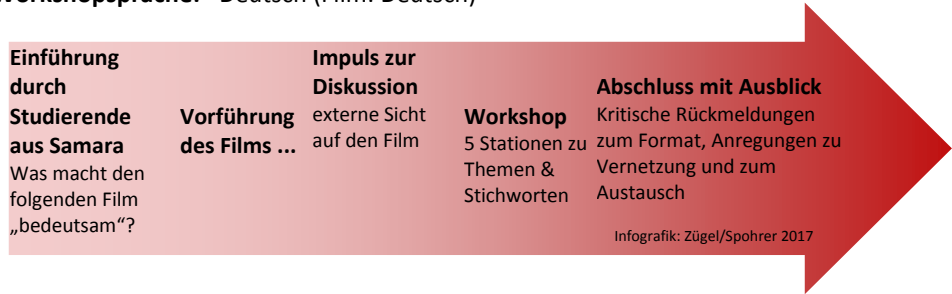 Workshopsprache: Deutsch (Film: Deutsch)
Einführung
durch
Studierende
aus Samara
Was macht den
folgenden Film
„bedeutsam“?
Vorführung
des Films ...
Impuls zur
Diskussion
externe Sicht
auf den Film
Workshop
5 Stationen zu
Themen &
Stichworten
Abschluss mit Ausblick
Kritische Rückmeldungen
zum Format, Anregungen zu
Vernetzung und zum
Austausch
Infografik: Zügel/Spohrer 2017